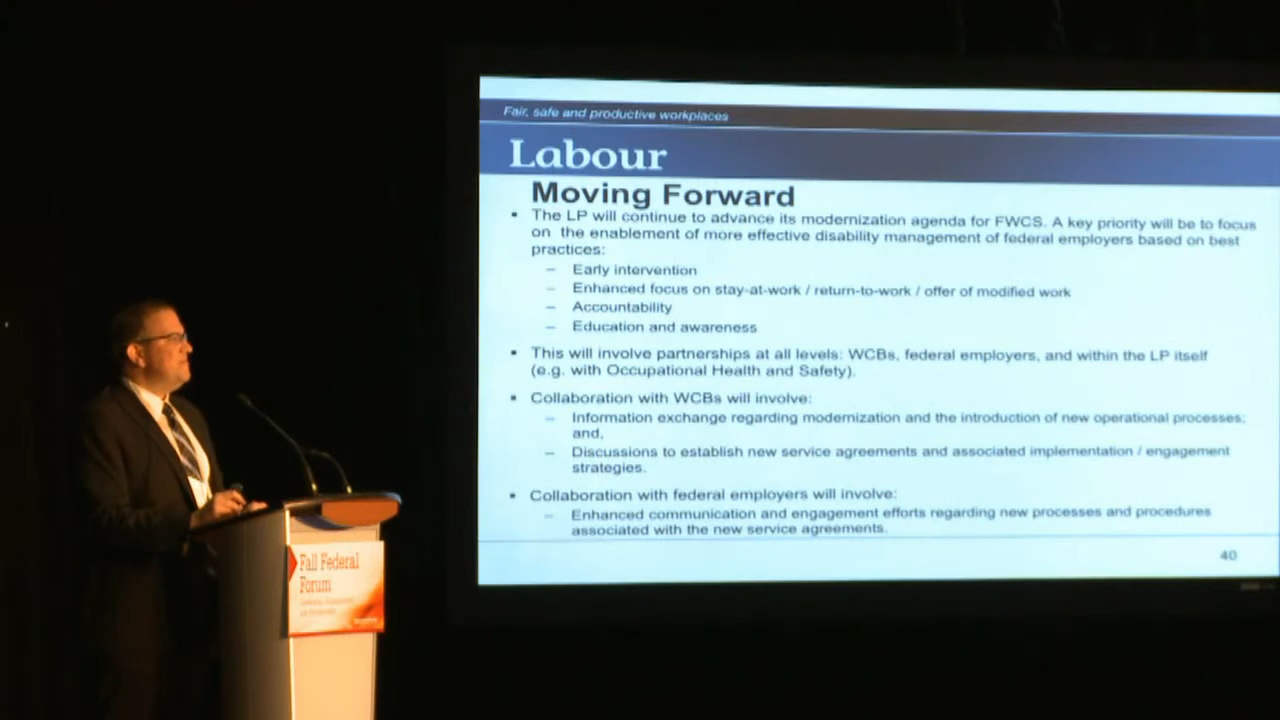 Fair, safe and productive workplaces
Labour
Moving Forward
▪ The LP will continue to advance its modernization agenda for FWCS. A key priority will be to focus
on the enablement of more effective disability management of federal employers based on best
practices:
– Early intervention
– Enhanced focus on stay-at-work / return-to-work / offer of modified work
– Accountability
– Education and awareness
▪ This will involve partnerships at all levels: WCBs, federal employers, and within the LP itself
(e.g. with Occupational Health and Safety).
▪ Collaboration with WCBs will involve:
– Information exchange regarding modernization and the introduction of new operational processes;
and,
– Discussions to establish new service agreements and associated implementation / engagement
strategies.
▪ Collaboration with federal employers will involve:
– Enhanced communication and engagement efforts regarding new processes and procedures
associated with the new service agreements.
40
Fall Federal
Forum